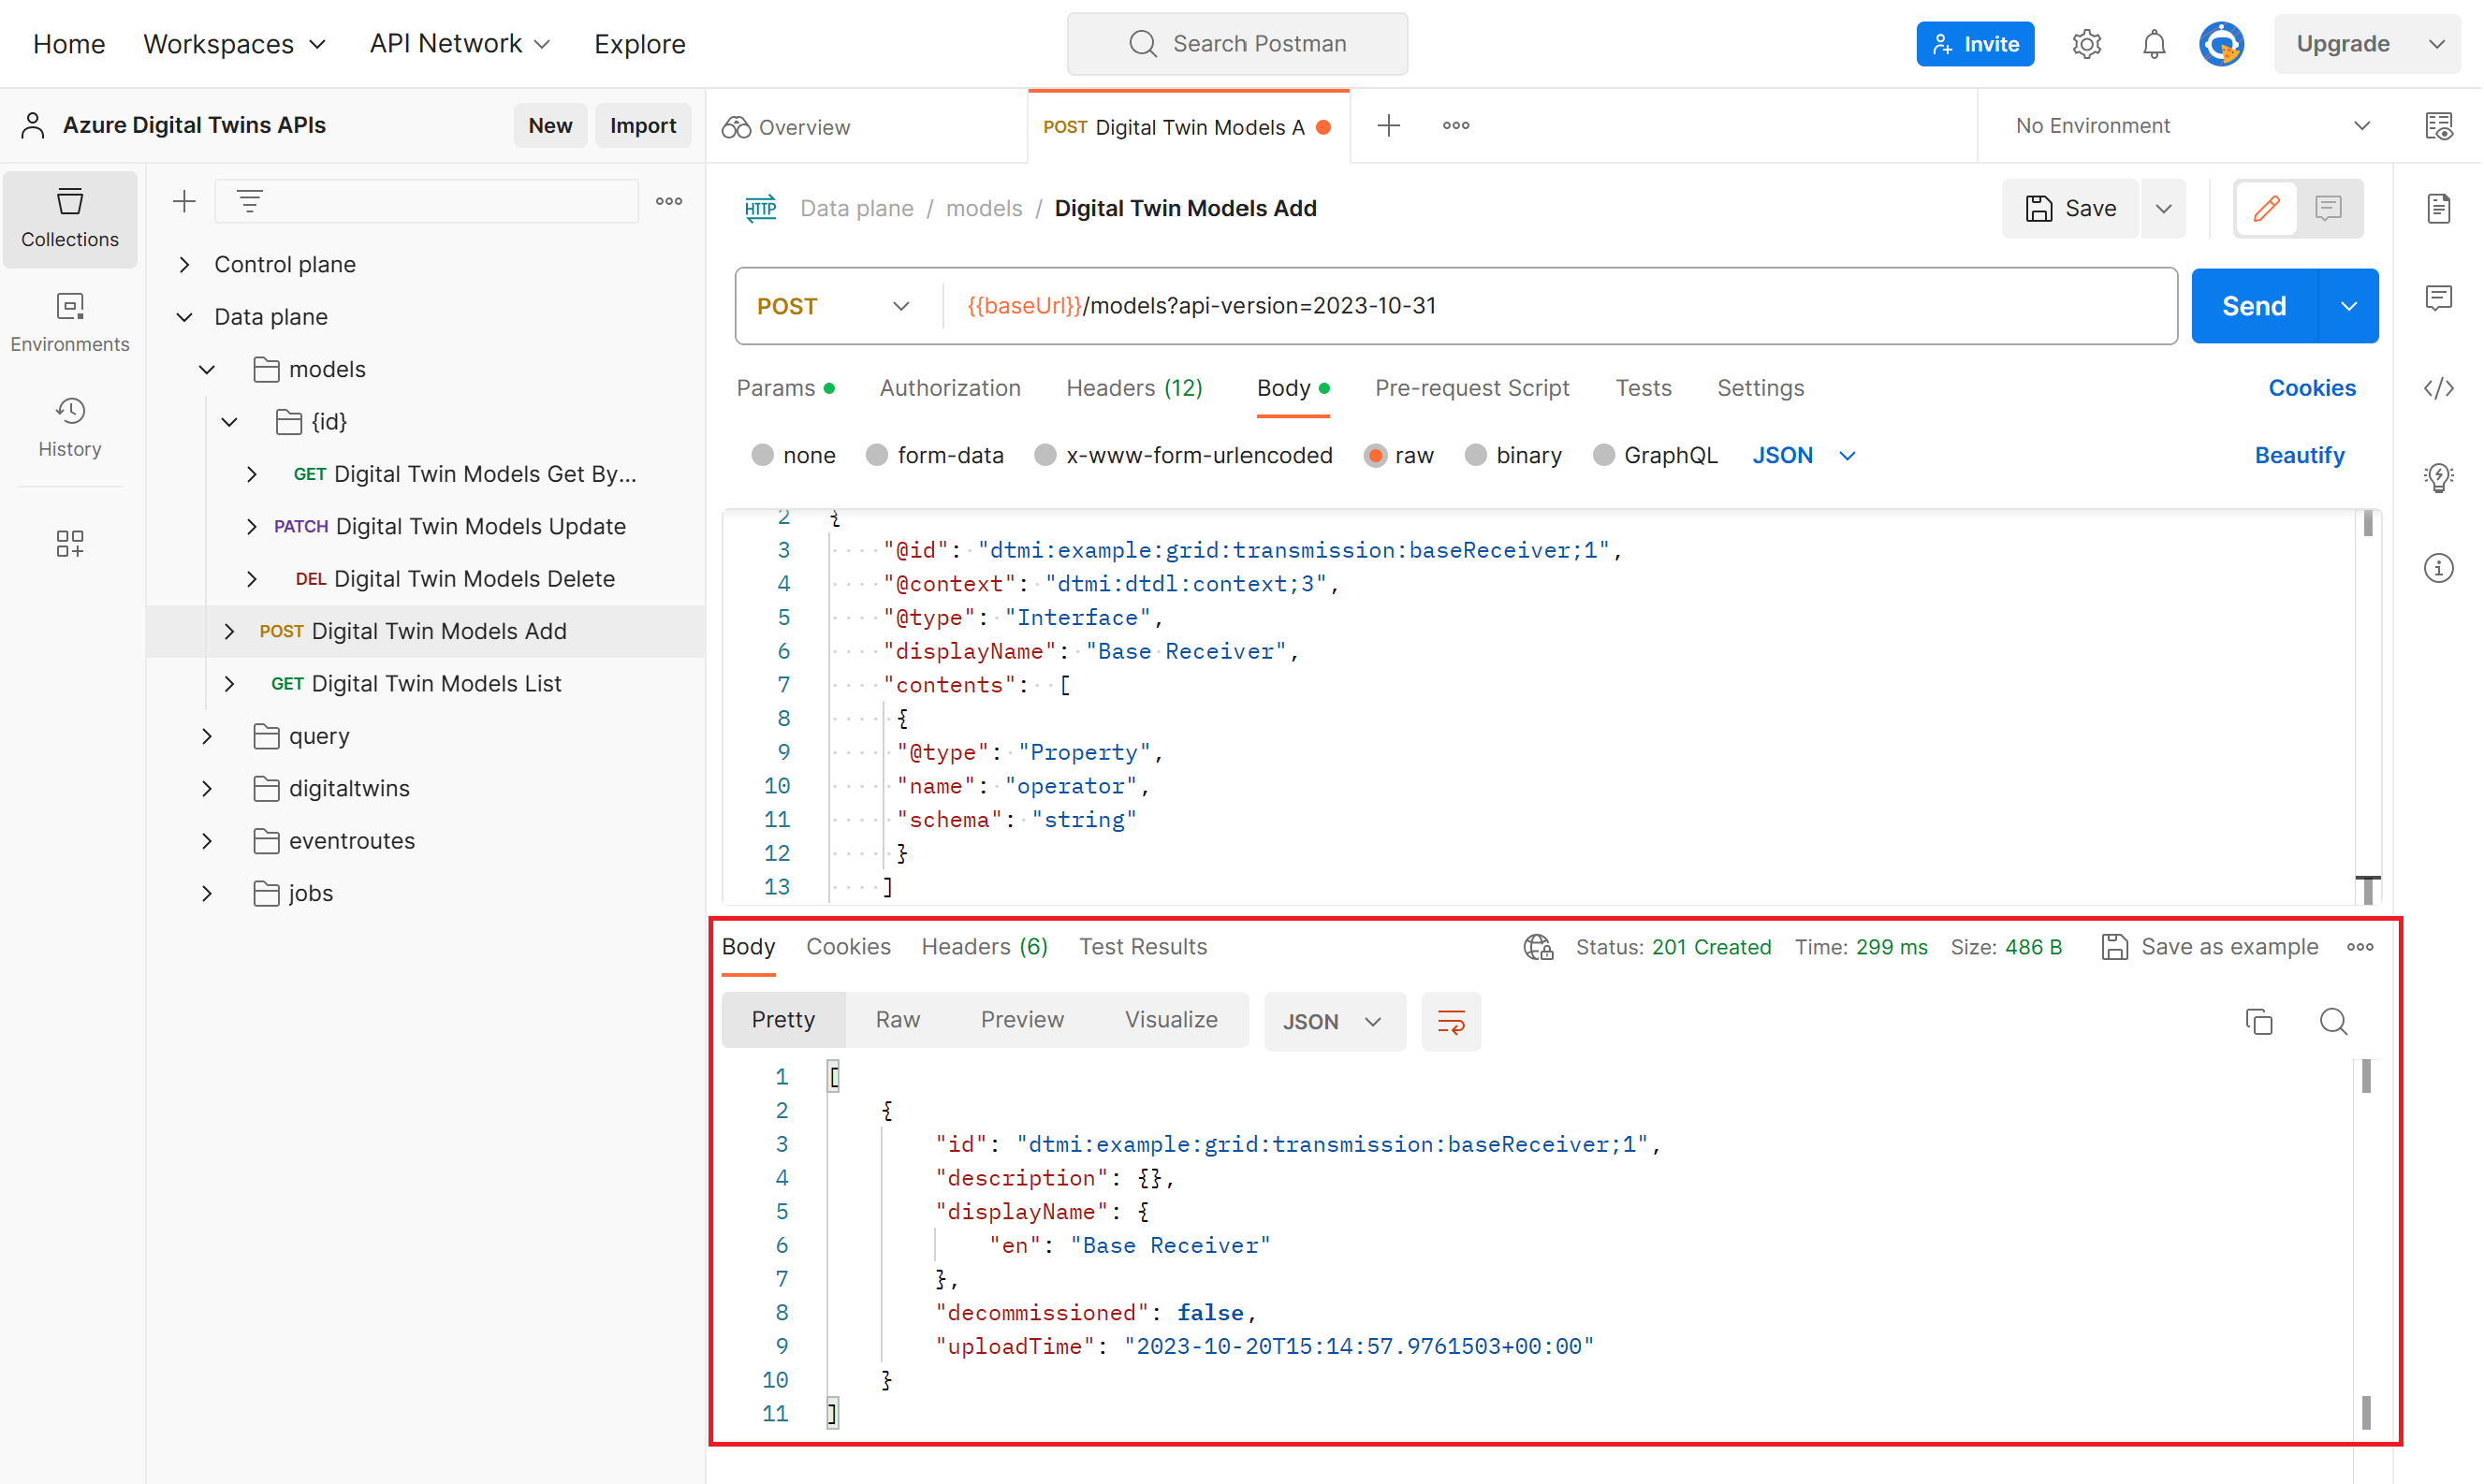 Home Workspaces API Network Explore Search Postman Invite Upgrade
Azure Digital Twins APIs New Import
Overview POST Digital Twin Models A No Environment
Collections
Environments
History
Control plane
Data plane
models
{id}
GET Digital Twin Models Get By...
PATCH Digital Twin Models Update
DEL Digital Twin Models Delete
POST Digital Twin Models Add
GET Digital Twin Models List
query
digitaltwins
eventroutes
jobs
HTTP Data plane / models / Digital Twin Models Add Save
POST {{baseUrl}}/models?api-version=2023-10-31 Send
Params Authorization Headers (12) Body Pre-request Script Tests Settings Cookies
none form-data x-www-form-urlencoded raw binary GraphQL JSON Beautify
2 {
3 "@id": "dtmi:example:grid:transmission:baseReceiver;1",
4 "@context": "dtmi:dtdl:context;3",
5 "@type": "Interface",
6 "displayName": "Base Receiver",
7 "contents": [
8 {
9 "@type": "Property",
10 "name": "operator",
11 "schema": "string"
12 }
13 ]
Body Cookies Headers (6) Test Results Status: 201 Created Time: 299 ms Size: 486 B Save as example
Pretty Raw Preview Visualize JSON
1 [
2 {
3 "id": "dtmi:example:grid:transmission:baseReceiver;1",
4 "description": {},
5 "displayName": {
6 "en": "Base Receiver"
7 },
8 "decommissioned": false,
9 "uploadTime": "2023-10-20T15:14:57.9761503+00:00"
10 }
11 ]